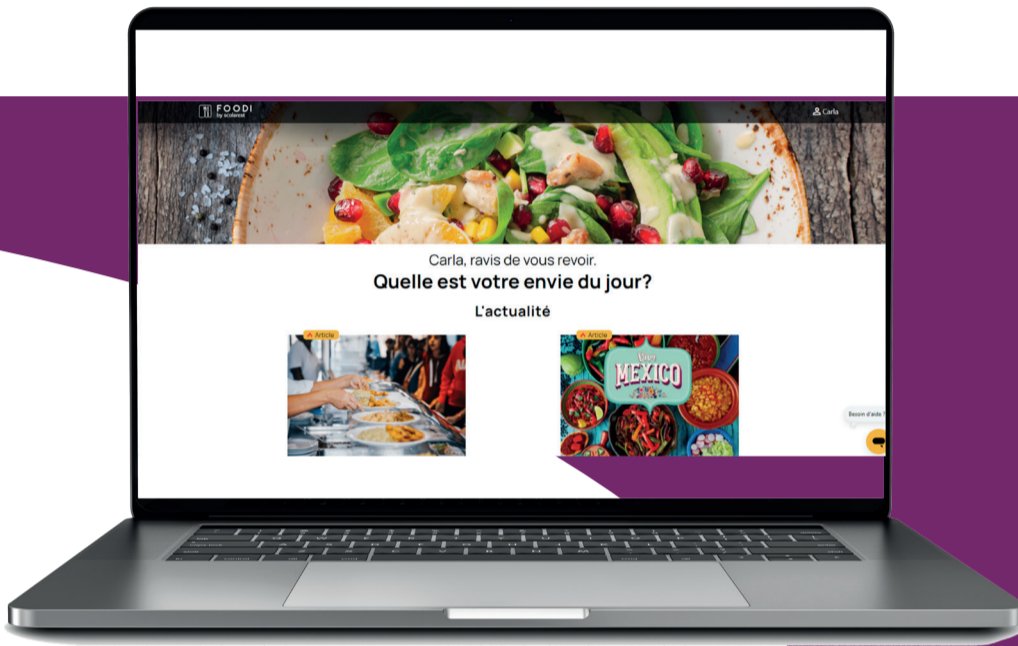 FOODI
by scolarest
Carla
Carla, ravis de vous revoir.
Quelle est votre envie du jour?
L'actualité
Article
Article
Viva
MEXICO
Besoin d'aide ?